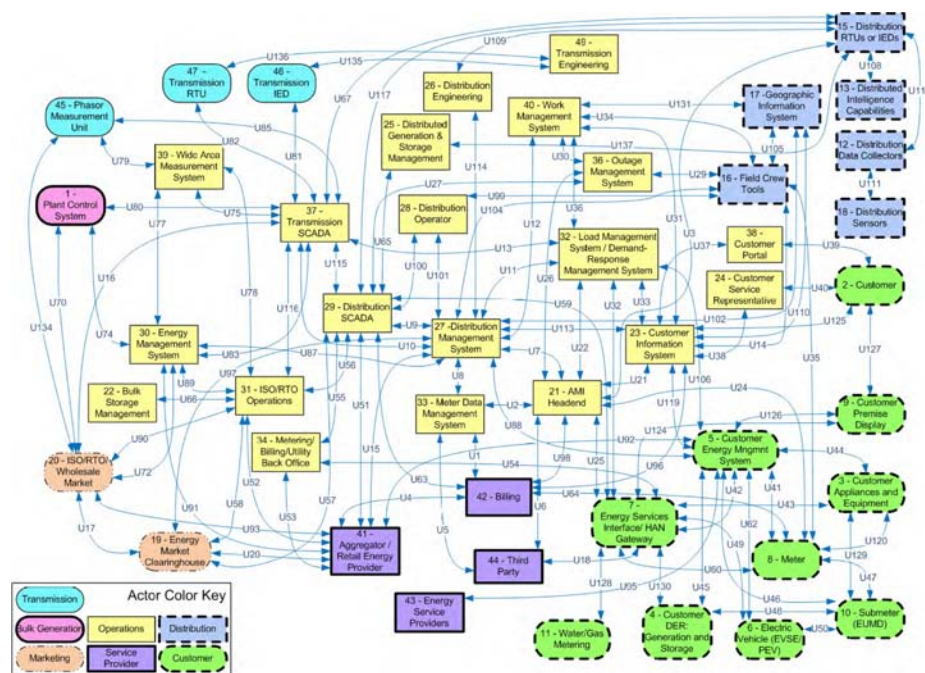 U109
U136
49 -
Transmission
Engineering
15 - Distribution
RTUs or IEDs
47 -
Transmission
RTU
U135
46 -
Transmission
IED
U67
U117
26 - Distribution
Engineering
U108
45 - Phasor
Measurement
Unit
U85
25 - Distributed
Generation &
Storage
Management
40 - Work
Management
System
U131
17 -Geographic
Information
System
13 - Distributed
Intelligence
Capabilities
U11
U34
U82
U137
12 - Distribution
Data Collectors
U79
39 - Wide Area
Measurement
System
U81
U114
U30
36 - Outage
Management
System
U105
U29
1 -
Plant Control
System
U27
U99
16 - Field Crew
Tools
U111
U80
U75
U77
37 -
Transmission
SCADA
28 - Distribution
Operator
U104
U36
18 - Distribution
Sensors
U12
U31
U65
U13
32 - Load Management
System / Demand-
Response
Management System
U3
U37
38 - Customer
Portal
U39
U16
U78
U115
U100
U101
U11
U26
U32
U33
24 - Customer
Service
Representative
U40
2 - Customer
U70
U116
29 - Distribution
SCADA
U59
U110
U134
U74
30 - Energy
Management
System
U83
U9
U10
27 -Distribution
Management
System
U113
U102
U125
23 - Customer
Information
System
U14
U38
U35
U97
U87
U56
U7
U22
U127
22 - Bulk
Storage
Management
U89
U66
31 - ISO/RTO
Operations
U8
U21
U106
U24
U55
U51
33 - Meter Data
Management
System
U2
21 - AMI
Headend
U119
9 - Customer
Premise
Display
U90
34 - Metering/
Billing/Utility
Back Office
U15
U88
U124
U126
20 - ISO/RTO/
Wholesale
Market
U72
U1
U98
U92
5 - Customer
Energy Mngmnt
System
U44
U58
U52
U57
U63
U54
U25
U96
U41
3 - Customer
Appliances and
Equipment
U91
U53
U4
42 - Billing
U64
U42
U43
U17
U93
7 -
Energy Services
Interface/ HAN
Gateway
U62
U120
19 - Energy
Market
Clearinghouse
U20
41 -
Aggregator /
Retail Energy
Provider
U5
U6
U49
8 - Meter
U129
44 - Third
Party
U18
U60
U47
Transmission
Actor Color Key
U128
U95
U130
U45
U46
Bulk Generation
Operations
Distribution
43 - Energy
Service
Providers
U48
Marketing
Service
Provider
Customer
11 - Water/Gas
Metering
4 - Customer
DER:
Generation and
Storage
6 - Electric
Vehicle (EVSE/
PEV)
U50
10 - Submeter
(EUMD)